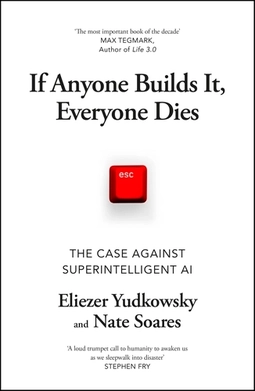 'The most important book of the decade'
MAX TEGMARK,
Author of Life 3.0
If Anyone Builds It,
Everyone Dies
esc
THE CASE AGAINST
SUPERINTELLIGENT AI
Eliezer Yudkowsky
and Nate Soares
'A loud trumpet call to humanity to awaken us
as we sleepwalk into disaster'
STEPHEN FRY